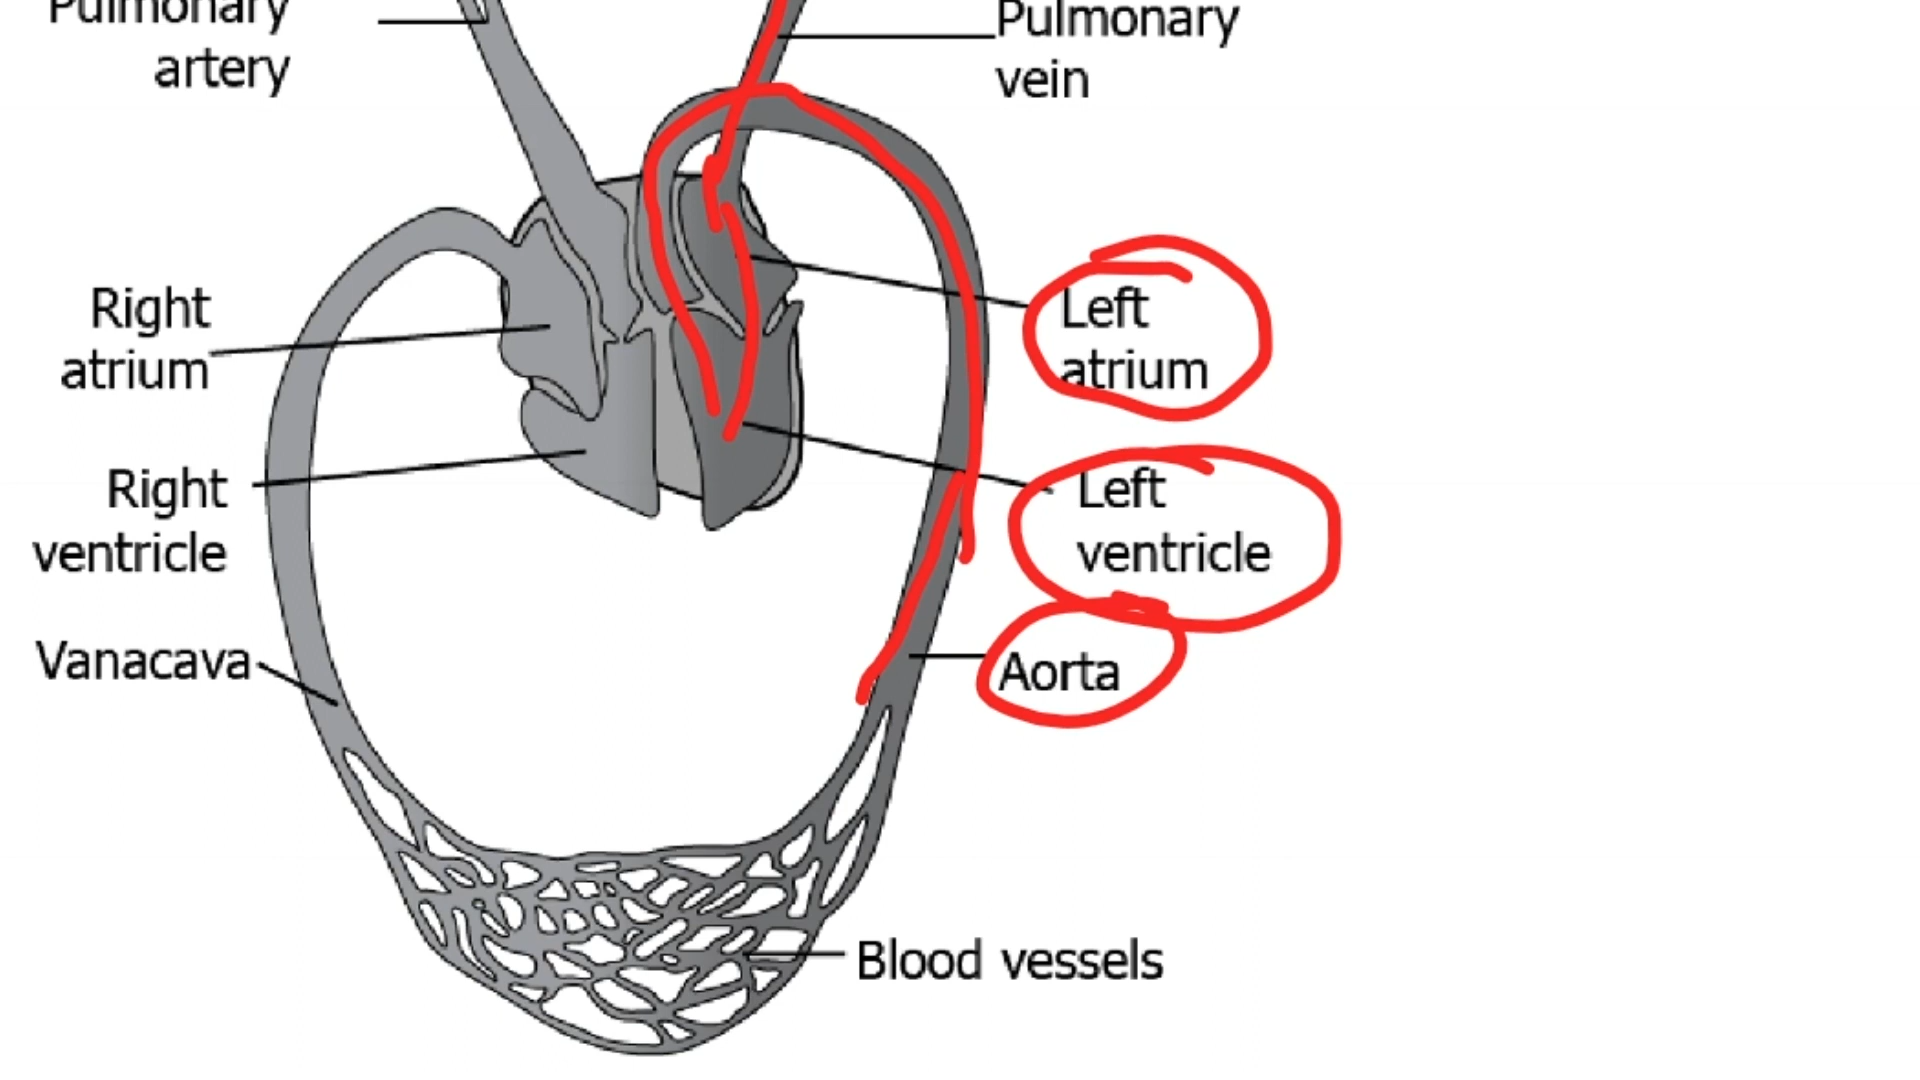 Pulmonary
artery
Pulmonary
vein
Right
atrium
Left
atrium
Right
ventricle
Left
ventricle
Vanacava
Aorta
Blood vessels